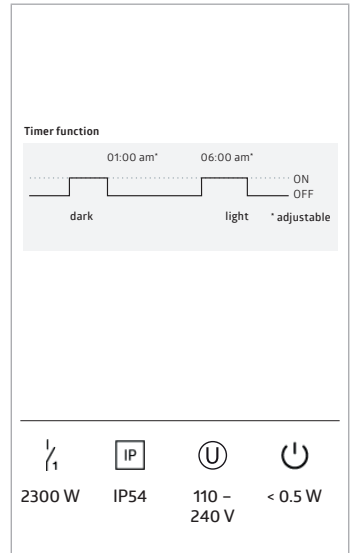 Timer function
01:00 am* 06:00 am*
ON
OFF
dark light * adjustable
1 IP U
2300 W IP54 110 – < 0.5 W
240 V